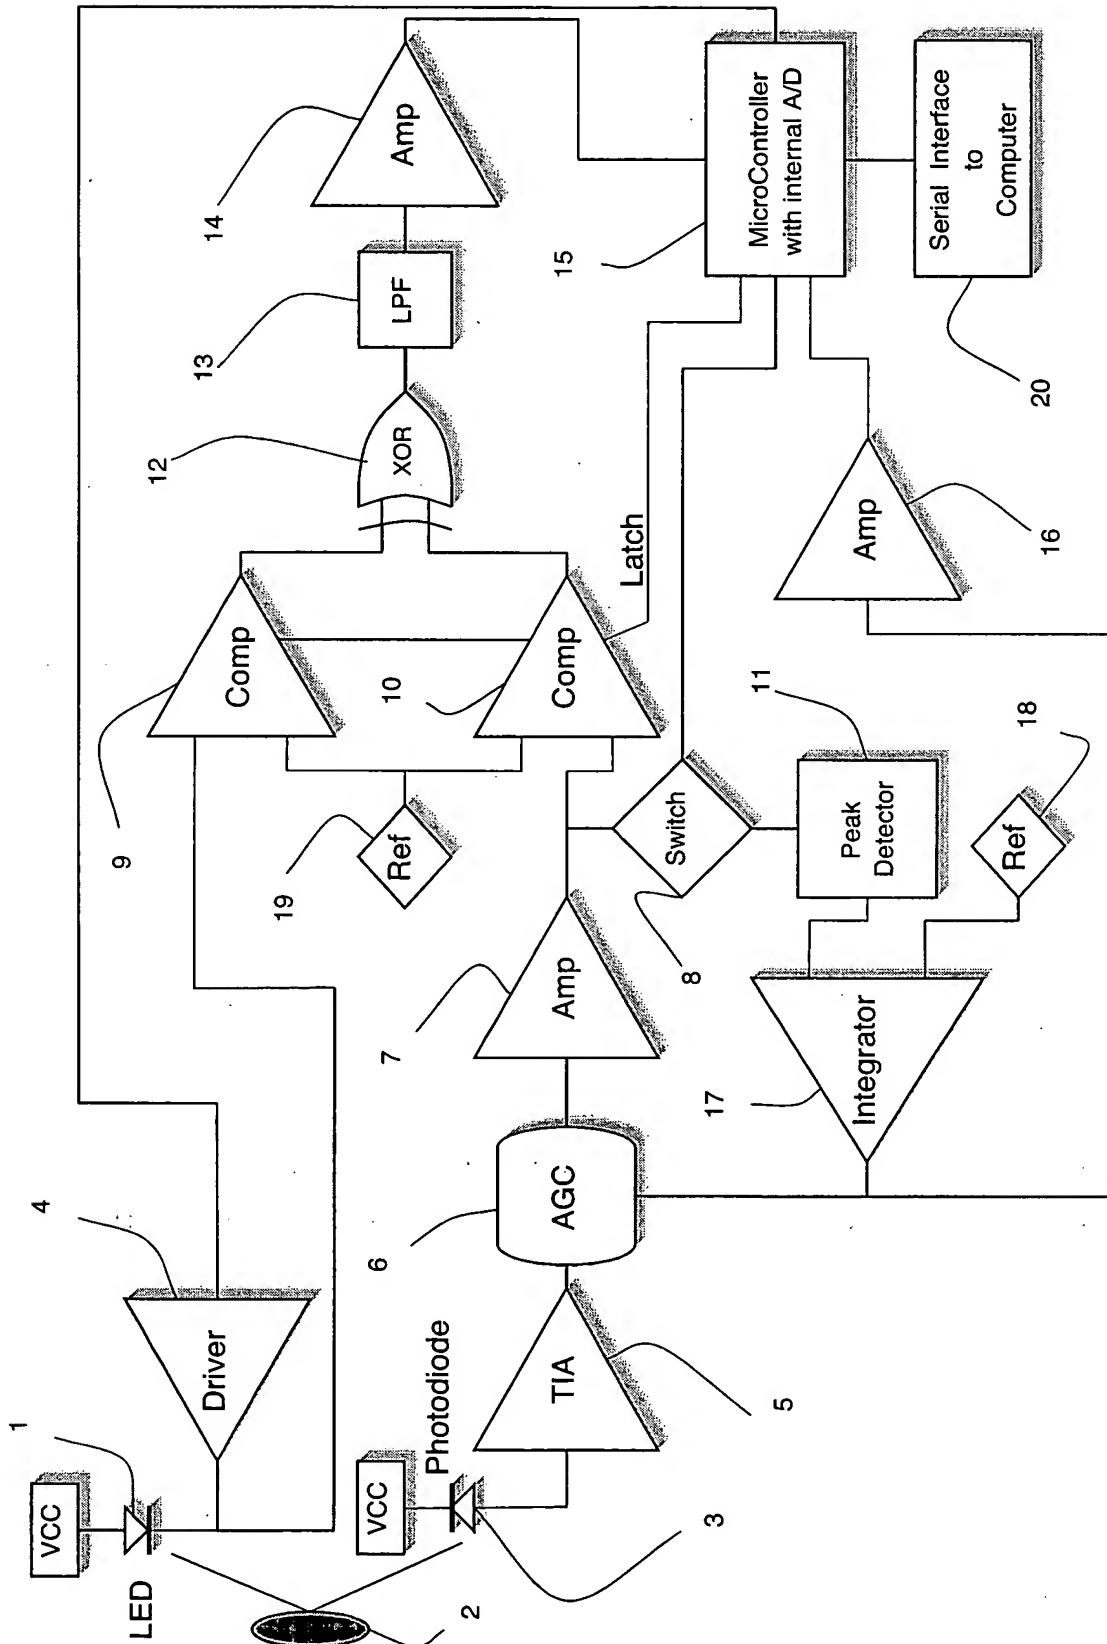 VCC
1
LED
2
4
Driver
VCC
Photodiode
3
TIA
5
6
AGC
7
Amp
8
Switch
9
Comp
10
Comp
Latch
19
Ref
11
Peak
Detector
18
Ref
17
Integrator
12
XOR
13
LPF
14
Amp
15
MicroController
with internal A/D
16
Amp
20
Serial Interface
to
Computer